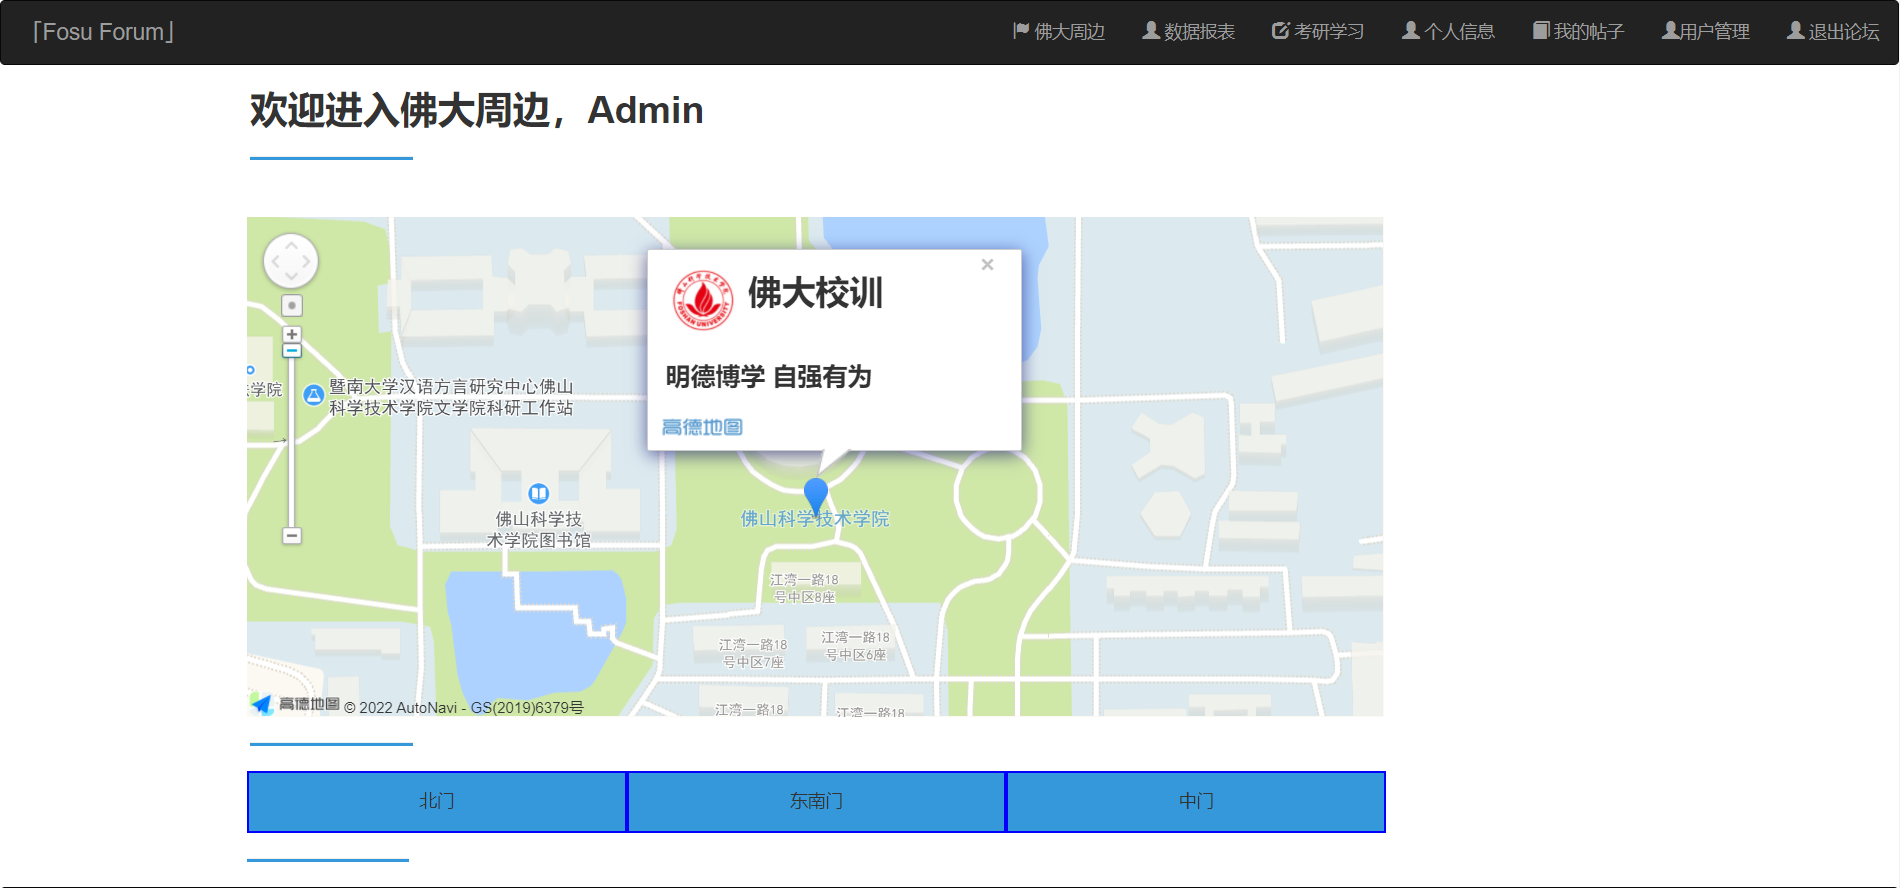 「Fosu Forum」
佛大周边 数据报表 考研学习 个人信息 我的帖子 用户管理 退出论坛
欢迎进入佛大周边，Admin
佛大校训
×
FOSHAN UNIVERSITY
明德博学 自强有为
高德地图
学院
暨南大学汉语方言研究中心佛山
科学技术学院文学院科研工作站
佛山科学技
术学院图书馆
佛山科学技术学院
江湾一路18
号中区8座
江湾一路18
号中区7座
江湾一路18
号中区6座
江湾一路18
江湾一路18
高德地图 © 2022 AutoNavi - GS(2019)6379号
北门 东南门 中门